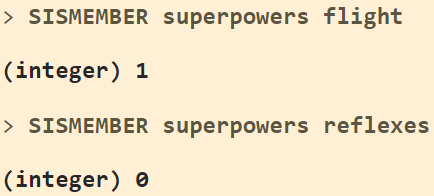 > SISMEMBER superpowers flight
(integer) 1
> SISMEMBER superpowers reflexes
(integer) 0